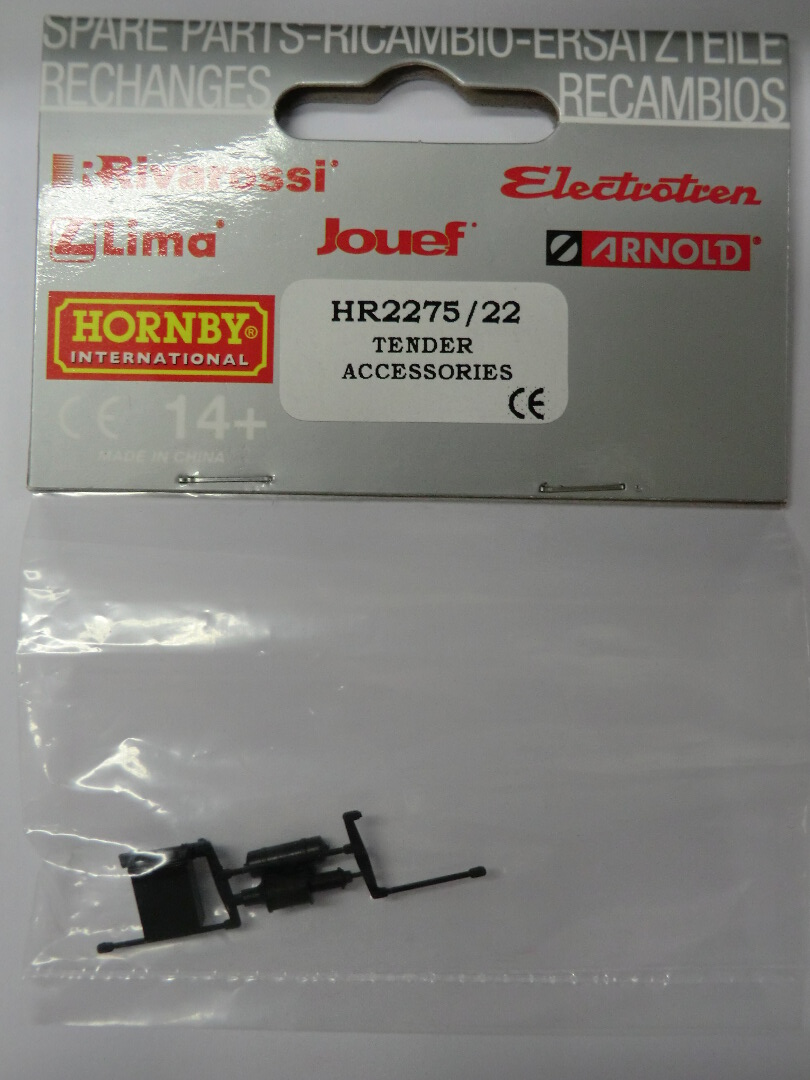 SPARE PARTS-RICAMBIO-ERSATZTEILE
RECHANGES RECAMBIOS
Rivarossi® Electrotren
Lima® Jouef® ARNOLD®
HORNBY®
INTERNATIONAL
HR2275/22
TENDER
ACCESSORIES
CE
CE 14+
MADE IN CHINA